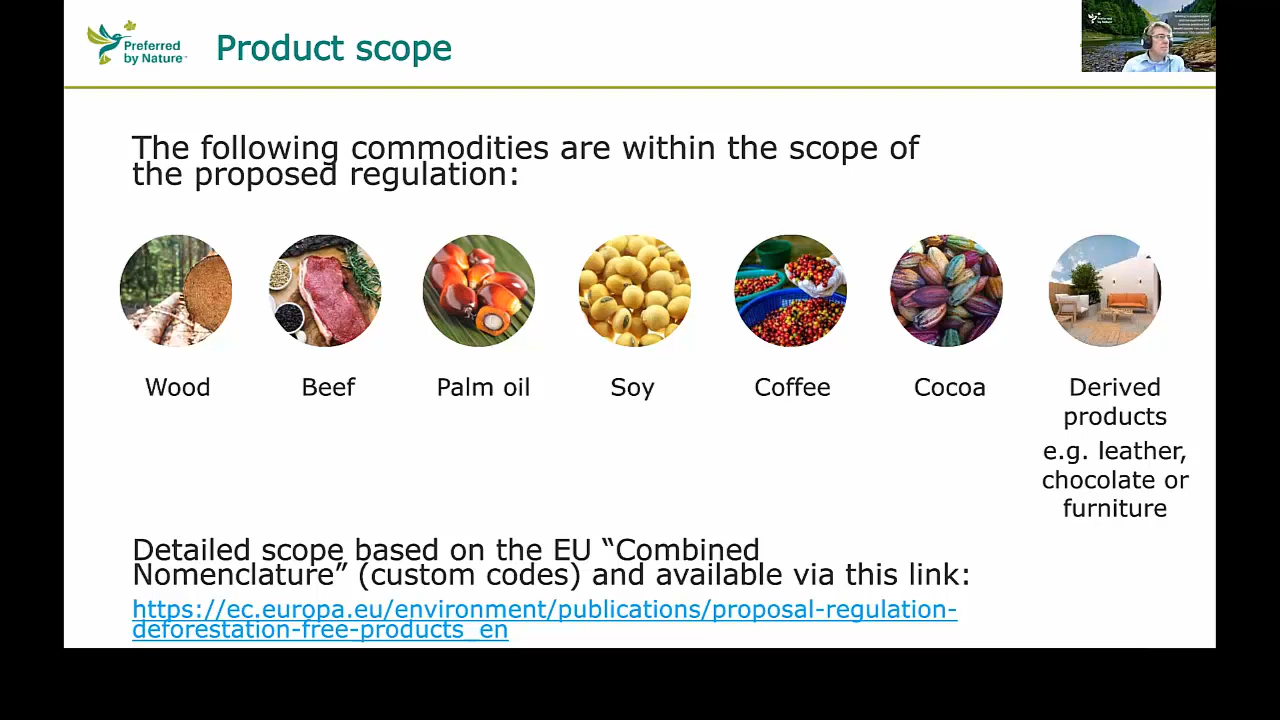 Preferred
by Nature™
Product scope
The following commodities are within the scope of
the proposed regulation:
Wood
Beef
Palm oil
Soy
Coffee
Cocoa
Derived
products
e.g. leather,
chocolate or
furniture
Detailed scope based on the EU “Combined
Nomenclature” (custom codes) and available via this link:
https://ec.europa.eu/environment/publications/proposal-regulation-
deforestation-free-products_en